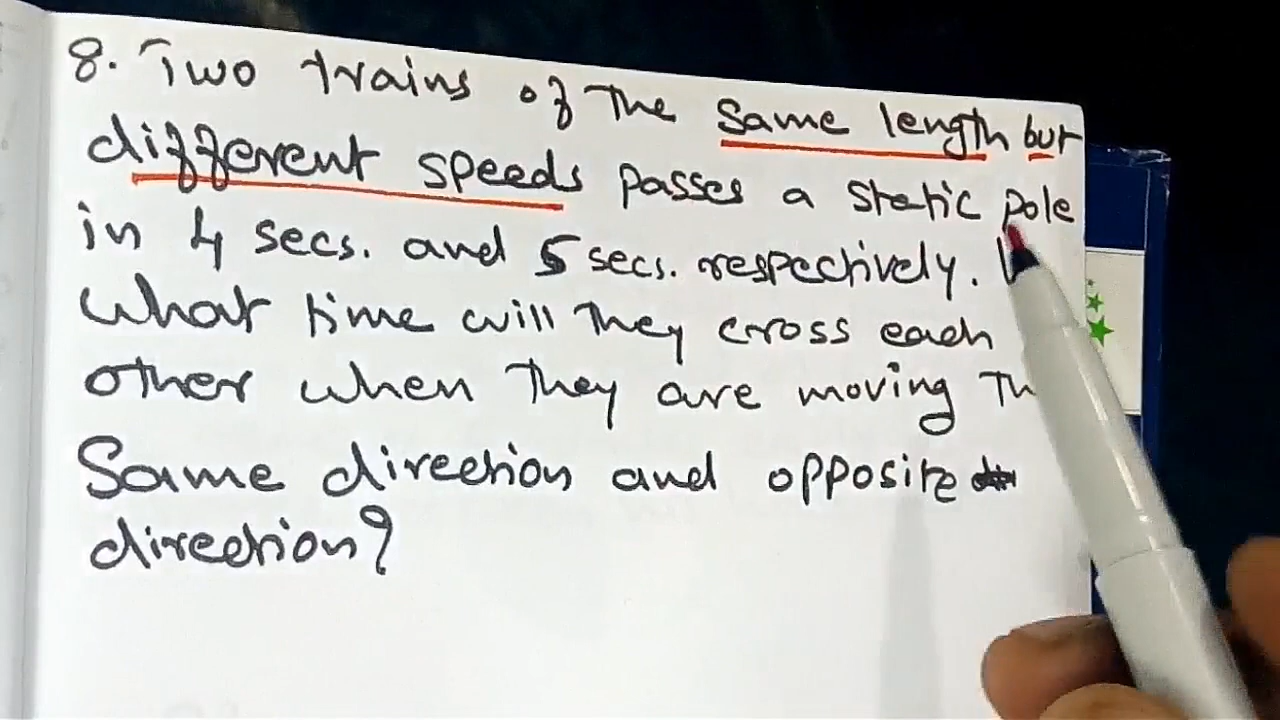 8. Two trains of The Same length but
different speeds passes a static pole
in 4 secs. and 5 secs. respectively.
What time will They cross each
other when They are moving
Same direction and opposite
direction?